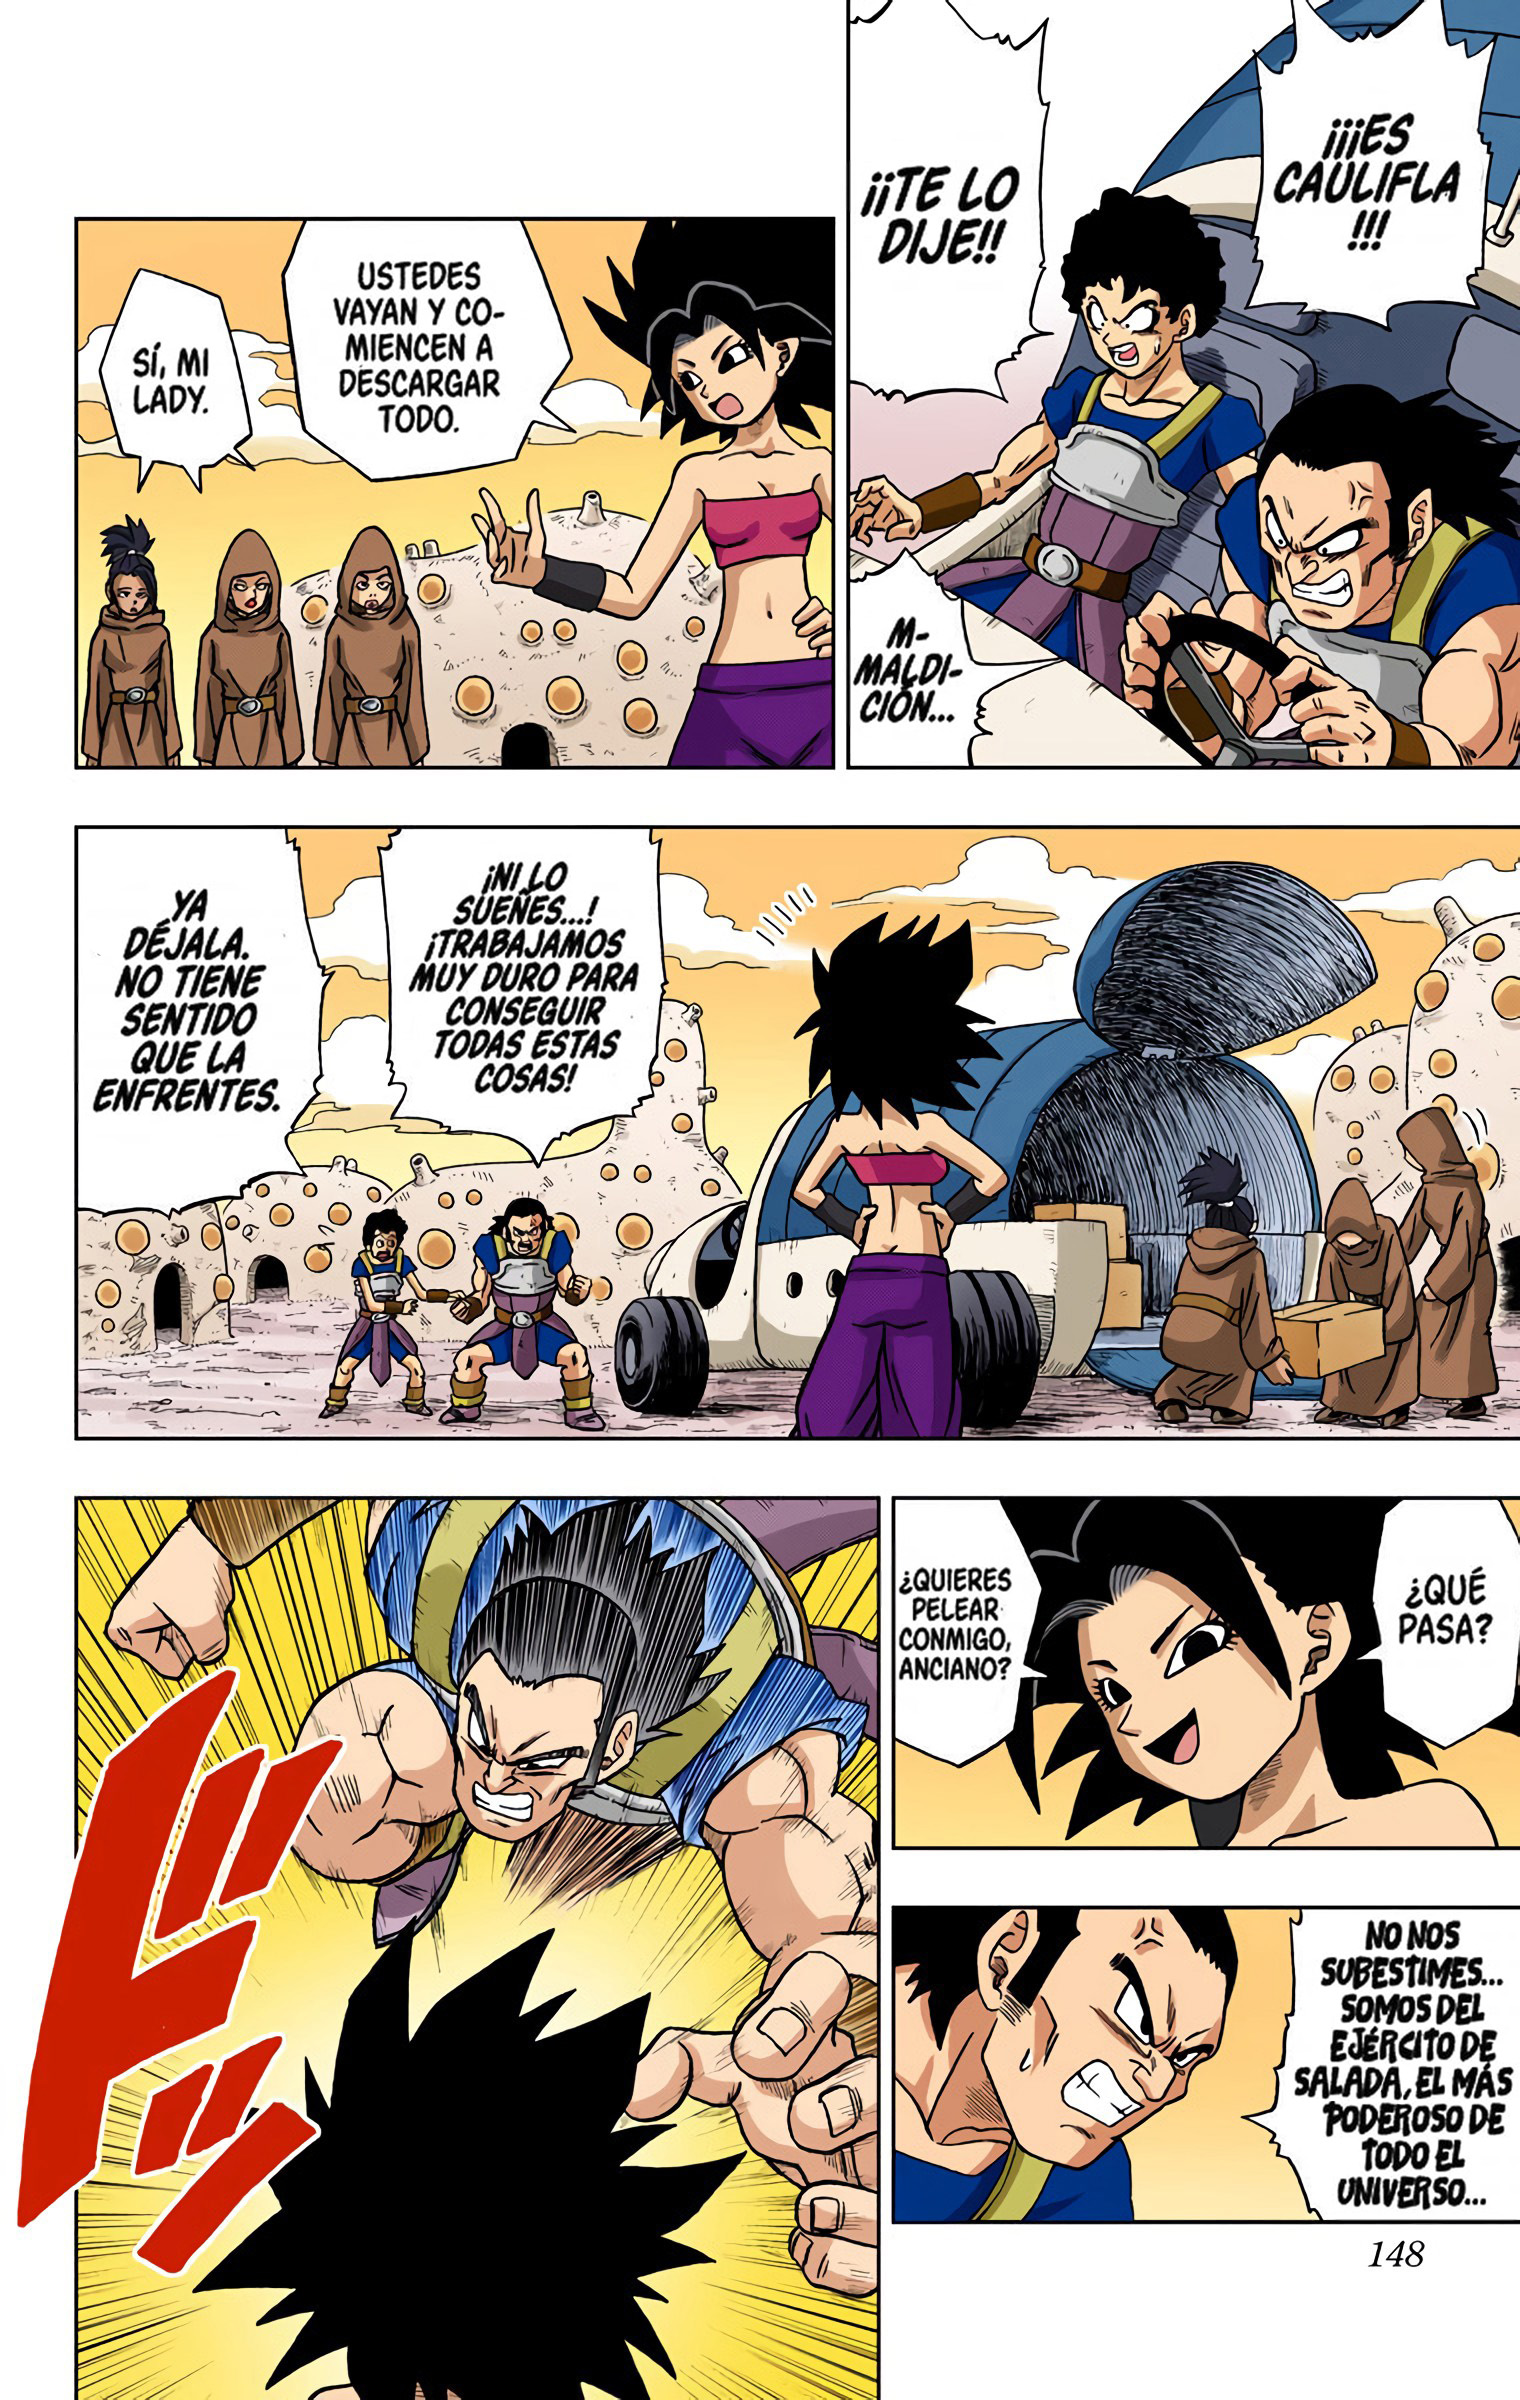 ¡¡¡ES
CAULIFLA
!!!
¡¡TE LO
DIJE!!
M-
MALDI-
CIÓN...
USTEDES
VAYAN Y CO-
MIENCEN A
DESCARGAR
TODO.
SÍ, MI
LADY.
¡NI LO
SUEÑES...!
¡TRABAJAMOS
MUY DURO PARA
CONSEGUIR
TODAS ESTAS
COSAS!
YA
DÉJALA.
NO TIENE
SENTIDO
QUE LA
ENFRENTES.
¿QUÉ
PASA?
¿QUIERES
PELEAR
CONMIGO,
ANCIANO?
NO NOS
SUBESTIMES...
SOMOS DEL
EJÉRCITO DE
SALADA, EL MÁS
PODEROSO DE
TODO EL
UNIVERSO...
ドッ
148